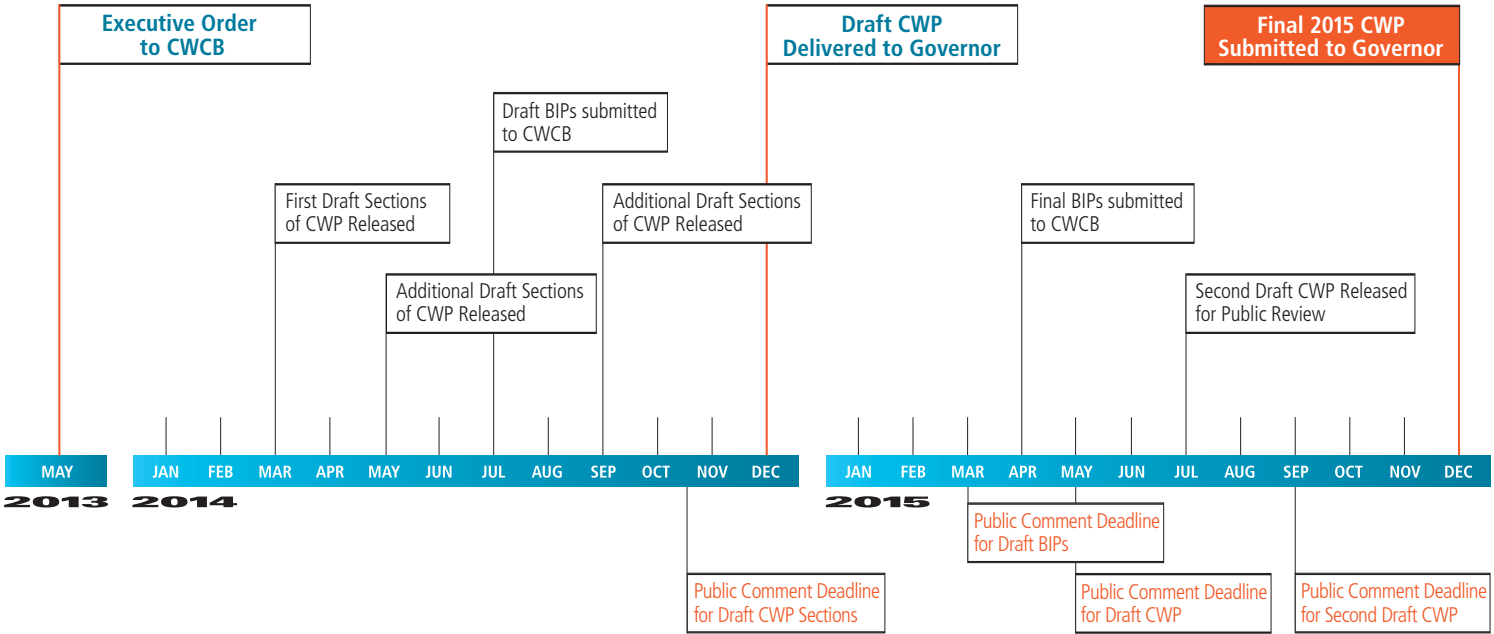 Executive Order
to CWCB
Draft CWP
Delivered to Governor
Final 2015 CWP
Submitted to Governor
Draft BIPs submitted
to CWCB
First Draft Sections
of CWP Released
Additional Draft Sections
of CWP Released
Final BIPs submitted
to CWCB
Additional Draft Sections
of CWP Released
Second Draft CWP Released
for Public Review
MAY
JAN FEB MAR APR MAY JUN JUL AUG SEP OCT NOV DEC
JAN FEB MAR APR MAY JUN JUL AUG SEP OCT NOV DEC
2013 2014 2015
Public Comment Deadline
for Draft BIPs
Public Comment Deadline
for Draft CWP Sections
Public Comment Deadline
for Draft CWP
Public Comment Deadline
for Second Draft CWP